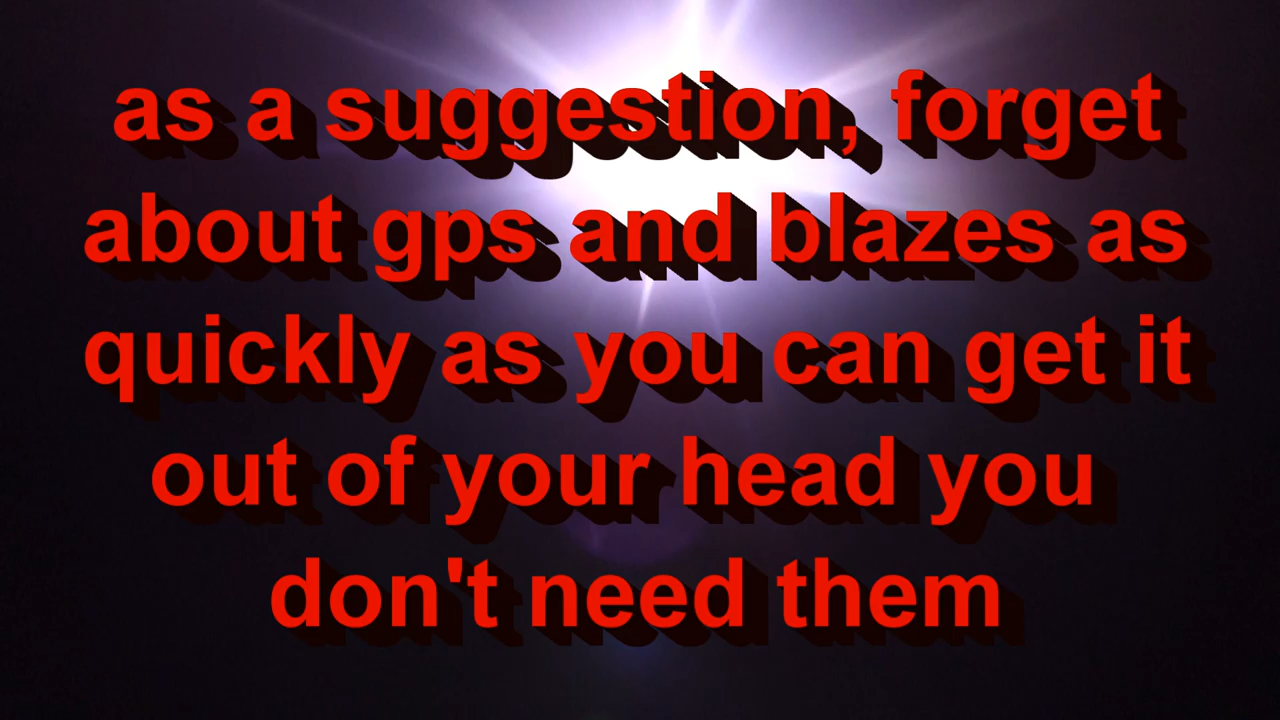 as a suggestion, forget
about gps and blazes as
quickly as you can get it
out of your head you
don't need them